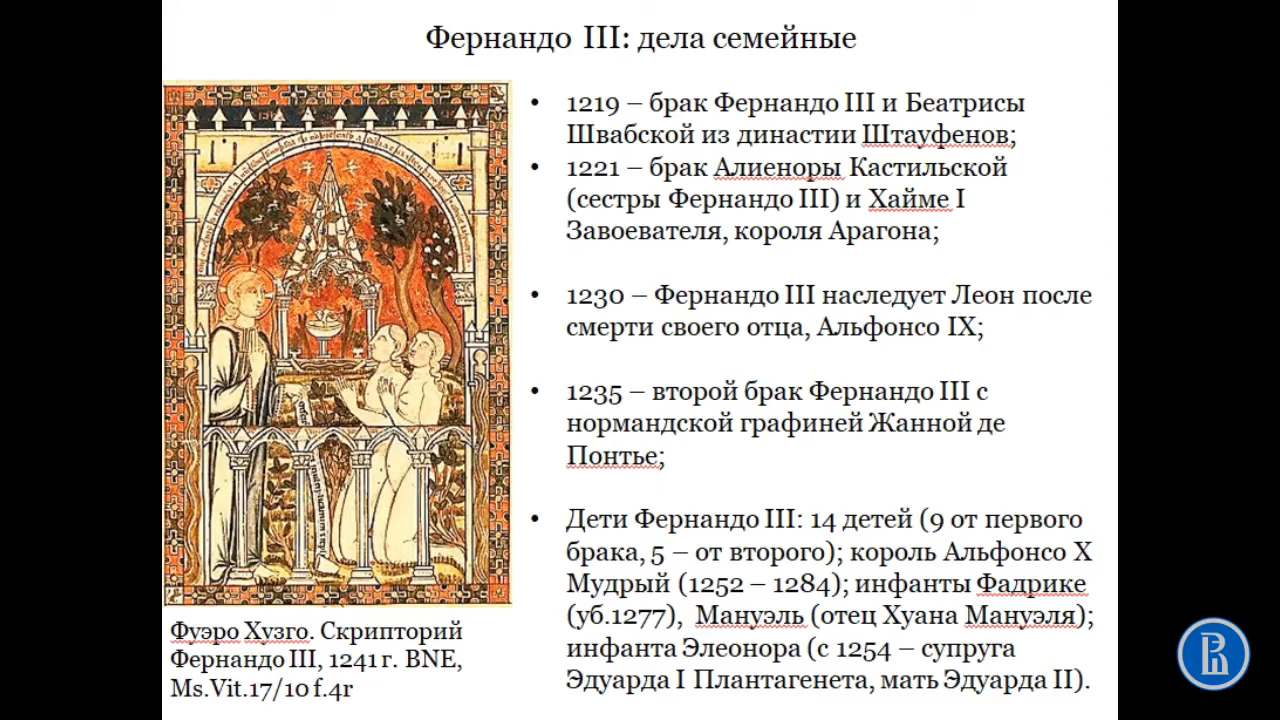 Фернандо III: дела семейные
• 1219 – брак Фернандо III и Беатрисы
Швабской из династии Штауфенов;
• 1221 – брак Алиеноры Кастильской
(сестры Фернандо III) и Хайме I
Завоевателя, короля Арагона;
• 1230 – Фернандо III наследует Леон после
смерти своего отца, Альфонсо IX;
• 1235 – второй брак Фернандо III с
нормандской графиней Жанной де
Понтье;
• Дети Фернандо III: 14 детей (9 от первого
брака, 5 – от второго); король Альфонсо X
Мудрый (1252 – 1284); инфанты Фадрике
(уб.1277), Мануэль (отец Хуана Мануэля);
инфанта Элеонора (с 1254 – супруга
Эдуарда I Плантагенета, мать Эдуарда II).
Фуэро Хузго. Скрипторий
Фернандо III, 1241 г. BNE,
Ms.Vit.17/10 f.4r